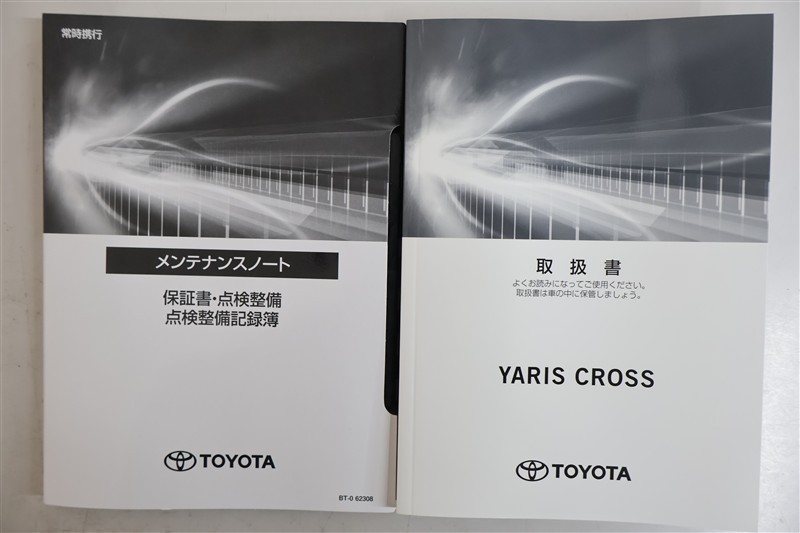 常時携行
メンテナンスノート
保証書・点検整備
点検整備記録簿
TOYOTA
BT-0 62308
取扱書
よくお読みになってご使用ください。
取扱書は車の中に保管しましょう。
YARIS CROSS
TOYOTA